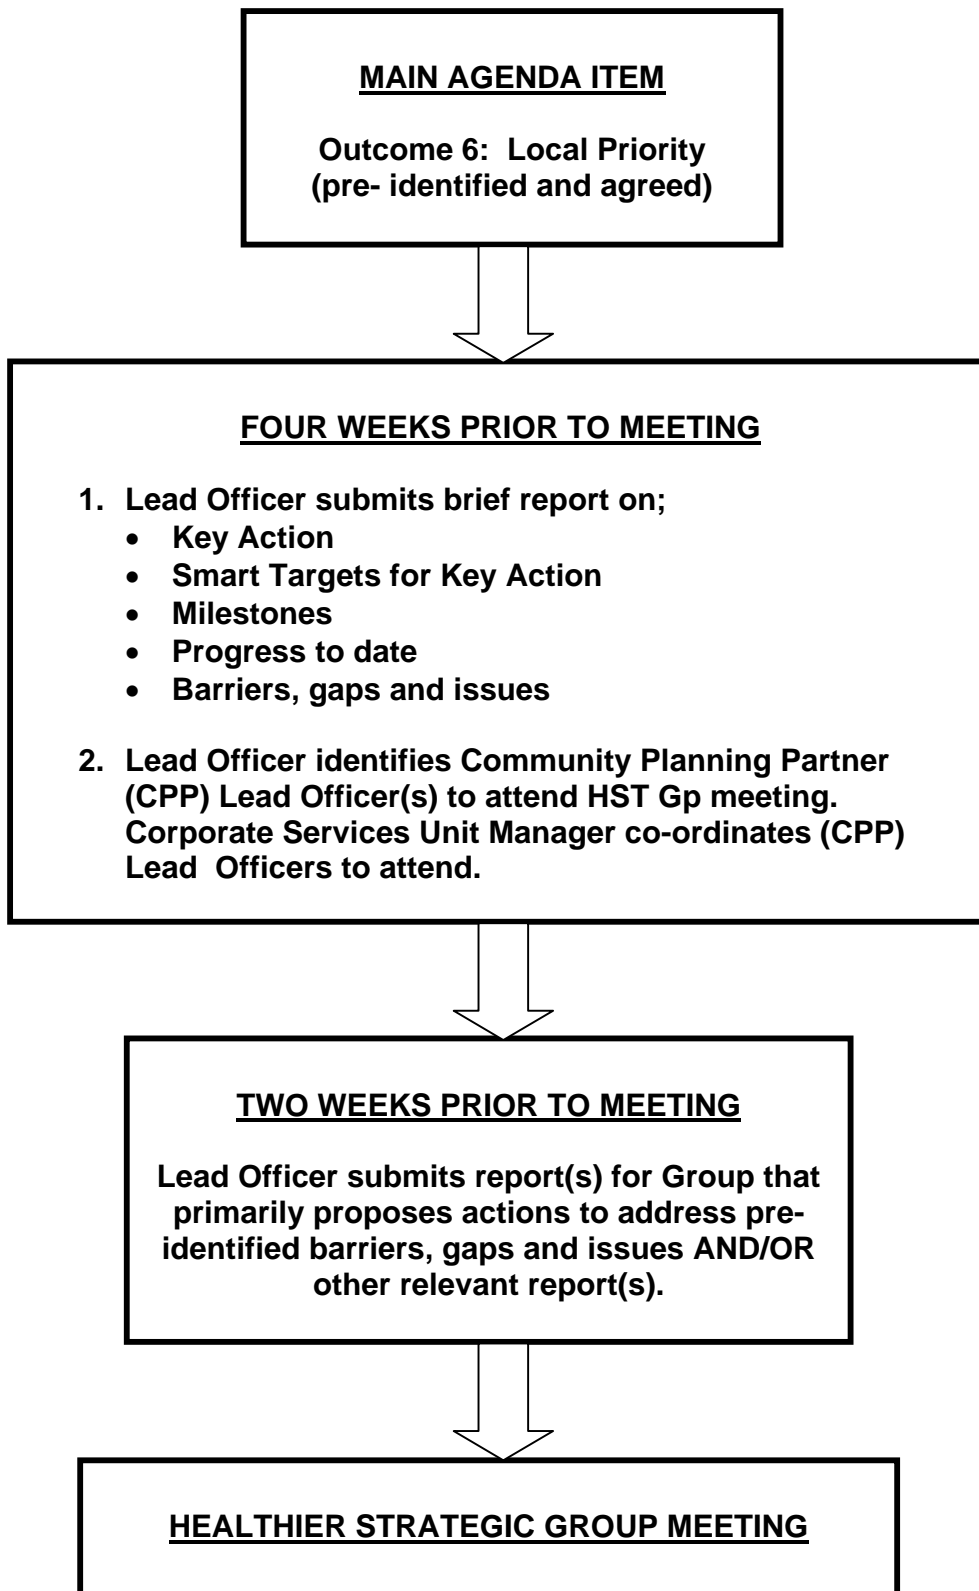 MAIN AGENDA ITEM
Outcome 6:  Local Priority
(pre- identified and agreed)
FOUR WEEKS PRIOR TO MEETING
1. Lead Officer submits brief report on;
• Key Action
• Smart Targets for Key Action
• Milestones
• Progress to date
• Barriers, gaps and issues
2. Lead Officer identifies Community Planning Partner
(CPP) Lead Officer(s) to attend HST Gp meeting.
Corporate Services Unit Manager co-ordinates (CPP)
Lead  Officers to attend.
TWO WEEKS PRIOR TO MEETING
Lead Officer submits report(s) for Group that
primarily proposes actions to address pre-
identified barriers, gaps and issues AND/OR
other relevant report(s).
HEALTHIER STRATEGIC GROUP MEETING